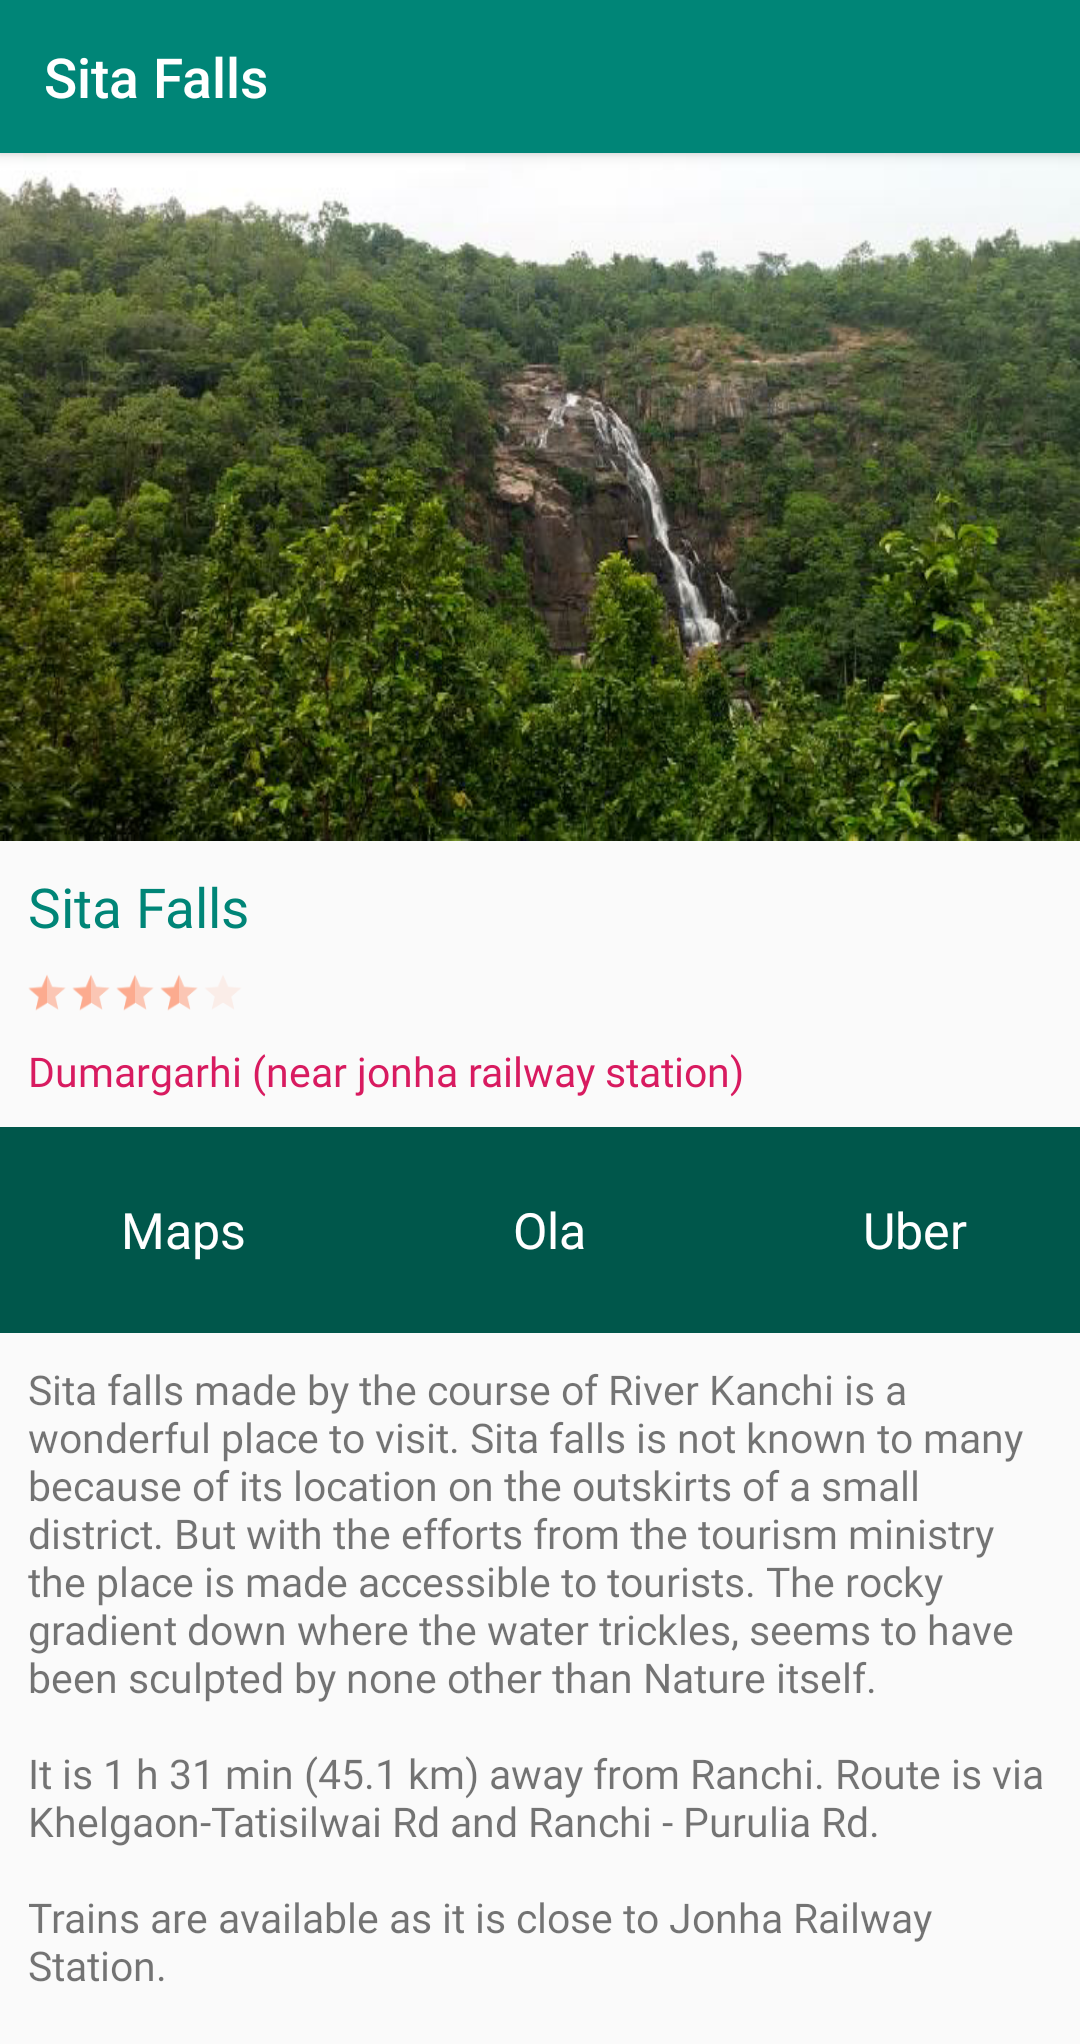 Sita Falls
Sita Falls
Dumargarhi (near jonha railway station)
Maps
Ola
Uber
Sita falls made by the course of River Kanchi is a
wonderful place to visit. Sita falls is not known to many
because of its location on the outskirts of a small
district. But with the efforts from the tourism ministry
the place is made accessible to tourists. The rocky
gradient down where the water trickles, seems to have
been sculpted by none other than Nature itself.
It is 1 h 31 min (45.1 km) away from Ranchi. Route is via
Khelgaon-Tatisilwai Rd and Ranchi - Purulia Rd.
Trains are available as it is close to Jonha Railway
Station.